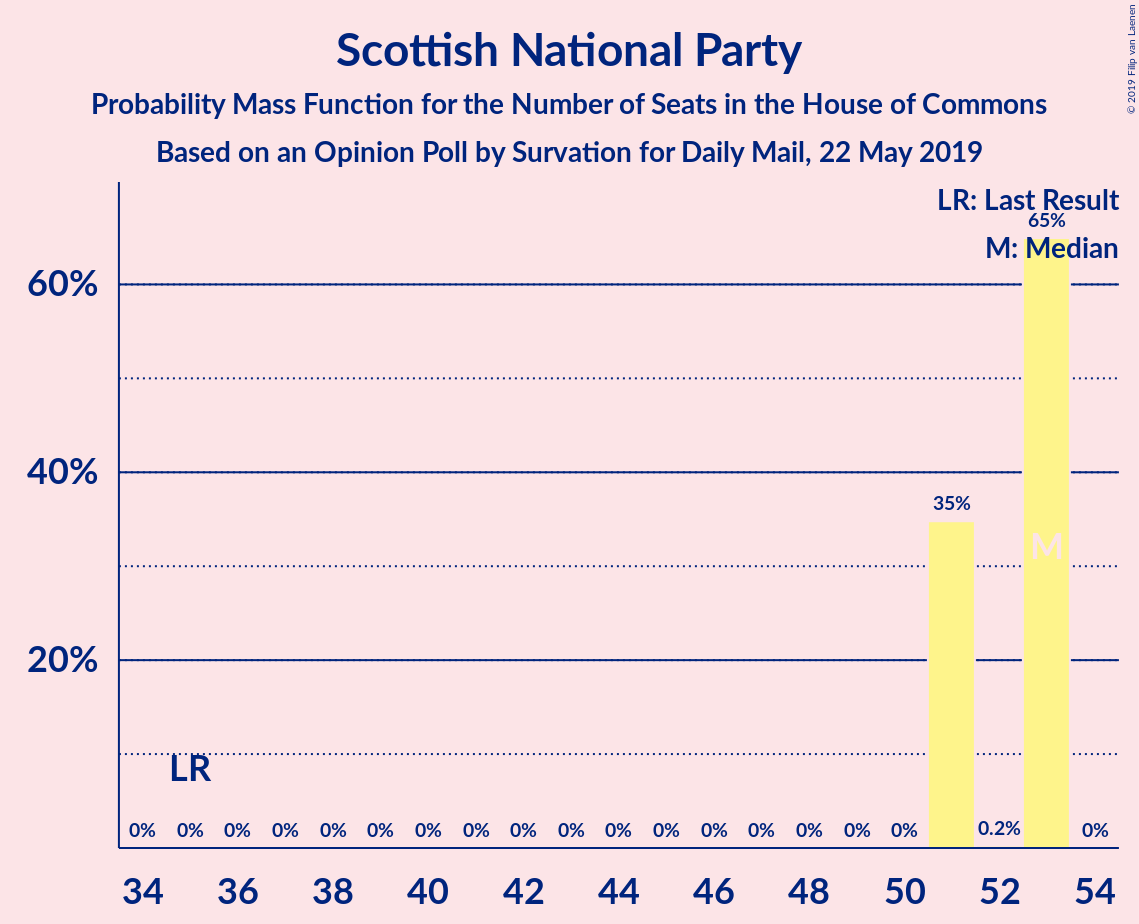 Scottish National Party
Probability Mass Function for the Number of Seats in the House of Commons
Based on an Opinion Poll by Survation for Daily Mail, 22 May 2019
© 2019 Filip van Laenen
LR: Last Result
65%
M: Median
60%
40%
35%
M
20%
LR
0% 0% 0% 0% 0% 0% 0% 0% 0% 0% 0% 0% 0% 0% 0% 0% 0% 0.2% 0%
34 36 38 40 42 44 46 48 50 52 54